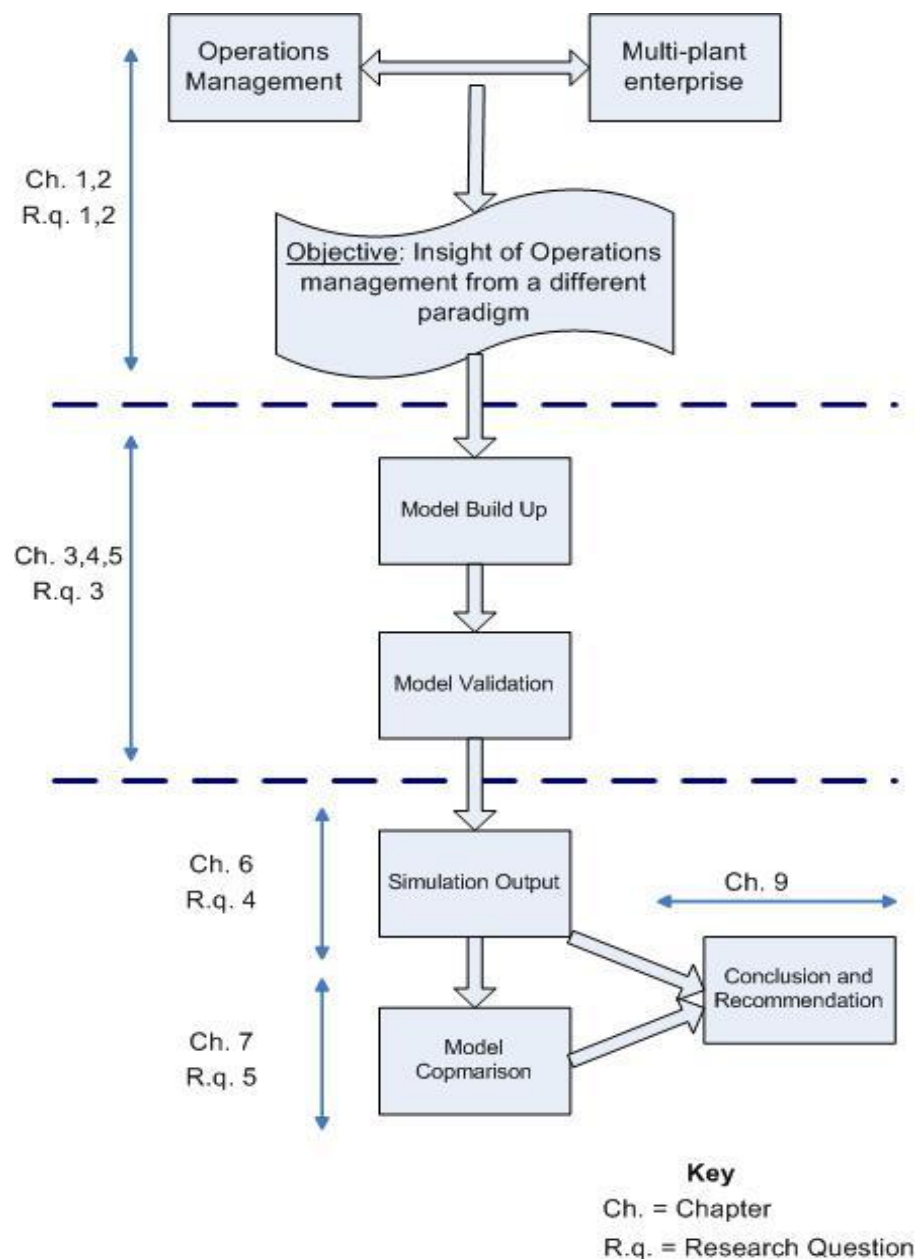 Operations
Management
Multi-plant
enterprise
Ch. 1,2
R.q. 1,2
Objective: Insight of Operations
management from a different
paradigm
Ch. 3,4,5
R.q. 3
Model Build Up
Model Validation
Ch. 6
R.q. 4
Simulation Output
Ch. 9
Conclusion and
Recommendation
Ch. 7
R.q. 5
Model
Copmarison
Key
Ch. = Chapter
R.q. = Research Question